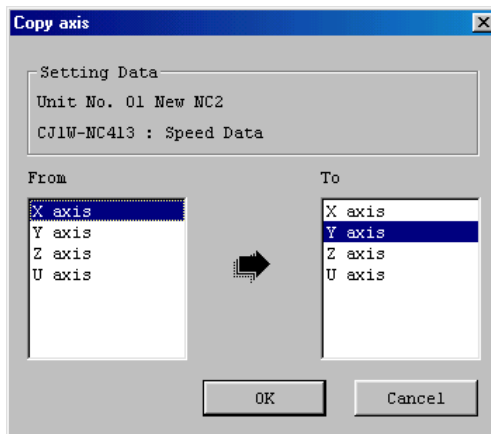 Copy axis
Setting Data
Unit No. 01 New NC2
CJ1W-NC413 : Speed Data
From
To
X axis
Y axis
Z axis
U axis
X axis
Y axis
Z axis
U axis
OK
Cancel